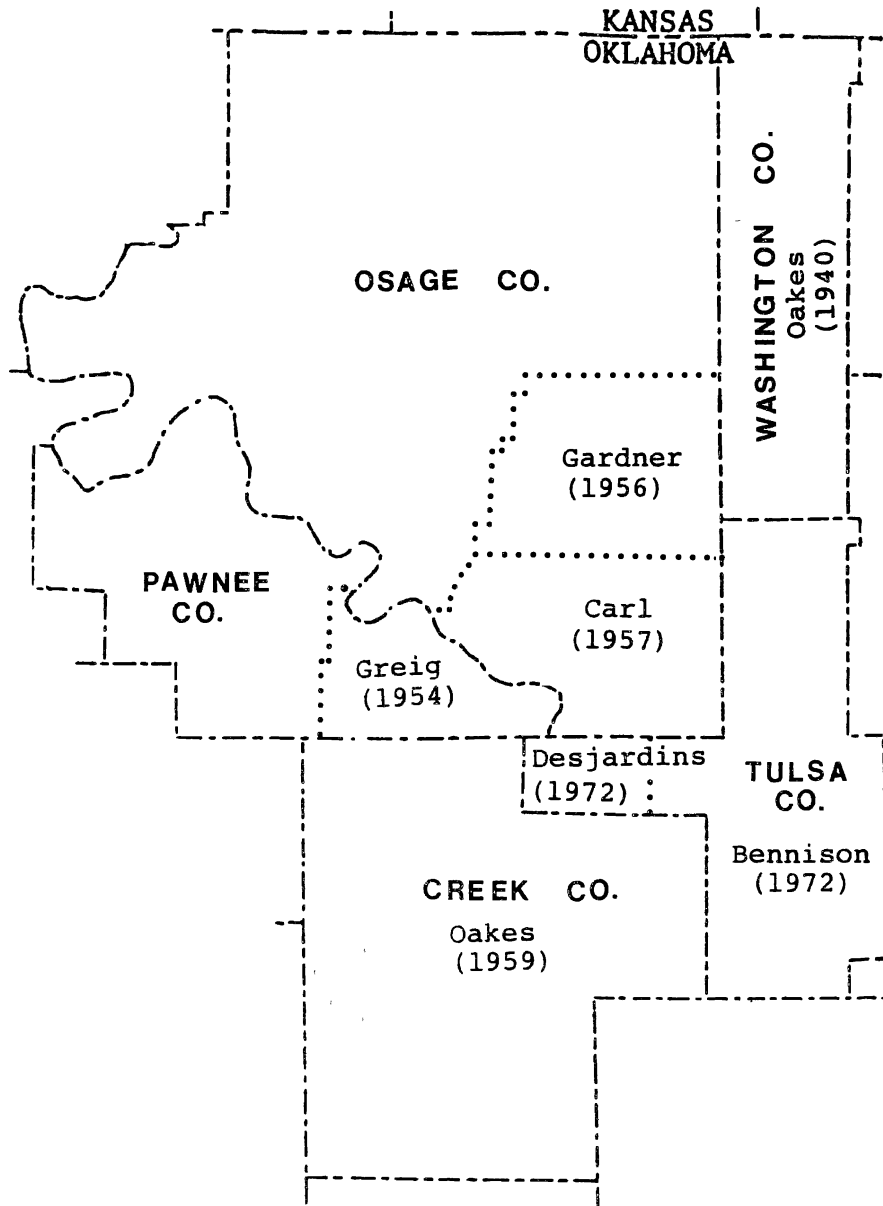 KANSAS
OKLAHOMA
WASHINGTON CO.
Oakes
(1940)
OSAGE CO.
Gardner
(1956)
PAWNEE
CO.
Carl
(1957)
Greig
(1954)
Desjardins
(1972)
TULSA
CO.
Bennison
(1972)
CREEK CO.
Oakes
(1959)